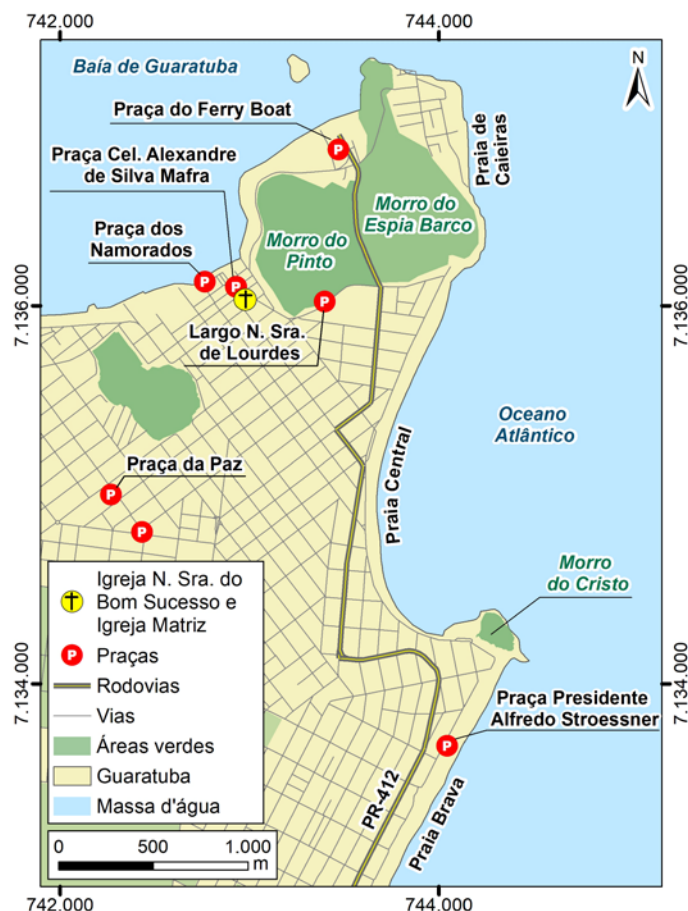 742.000
744.000
Baía de Guaratuba
N
Praça do Ferry Boat
P
Praia de
Caieiras
Praça Cel. Alexandre
de Silva Mafra
Morro do
Espia Barco
Praça dos
Namorados
Morro do
Pinto
P
P
P
7.136.000
7.136.000
Largo N. Sra.
de Lourdes
Oceano
Atlântico
Praia Central
Praça da Paz
P
P
Morro
do Cristo
Igreja N. Sra. do
Bom Sucesso e
Igreja Matriz
P Praças
Rodovias
Vias
Áreas verdes
Guaratuba
Massa d'água
7.134.000
7.134.000
Praça Presidente
Alfredo Stroessner
P
PR-412
Praia Brava
0 500 1.000
m
742.000
744.000